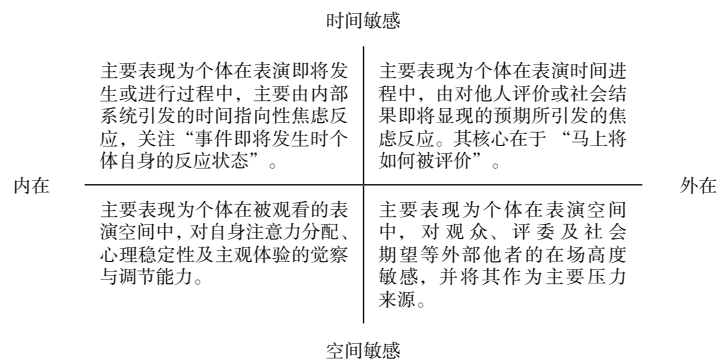 时间敏感
主要表现为个体在表演即将发
生或进行过程中，主要由内部
系统引发的时间指向性焦虑反
应，关注“事件即将发生时个
体自身的反应状态”。
主要表现为个体在表演时间进
程中，由对他人评价或社会结
果即将显现的预期所引发的焦
虑反应。其核心在于 “马上将
如何被评价”。
内在
外在
主要表现为个体在被观看的表
演空间中，对自身注意力分配、
心理稳定性及主观体验的觉察
与调节能力。
主要表现为个体在表演空间
中，对观众、评委及社会
期望等外部他者的在场高度
敏感，并将其作为主要压力
来源。
空间敏感